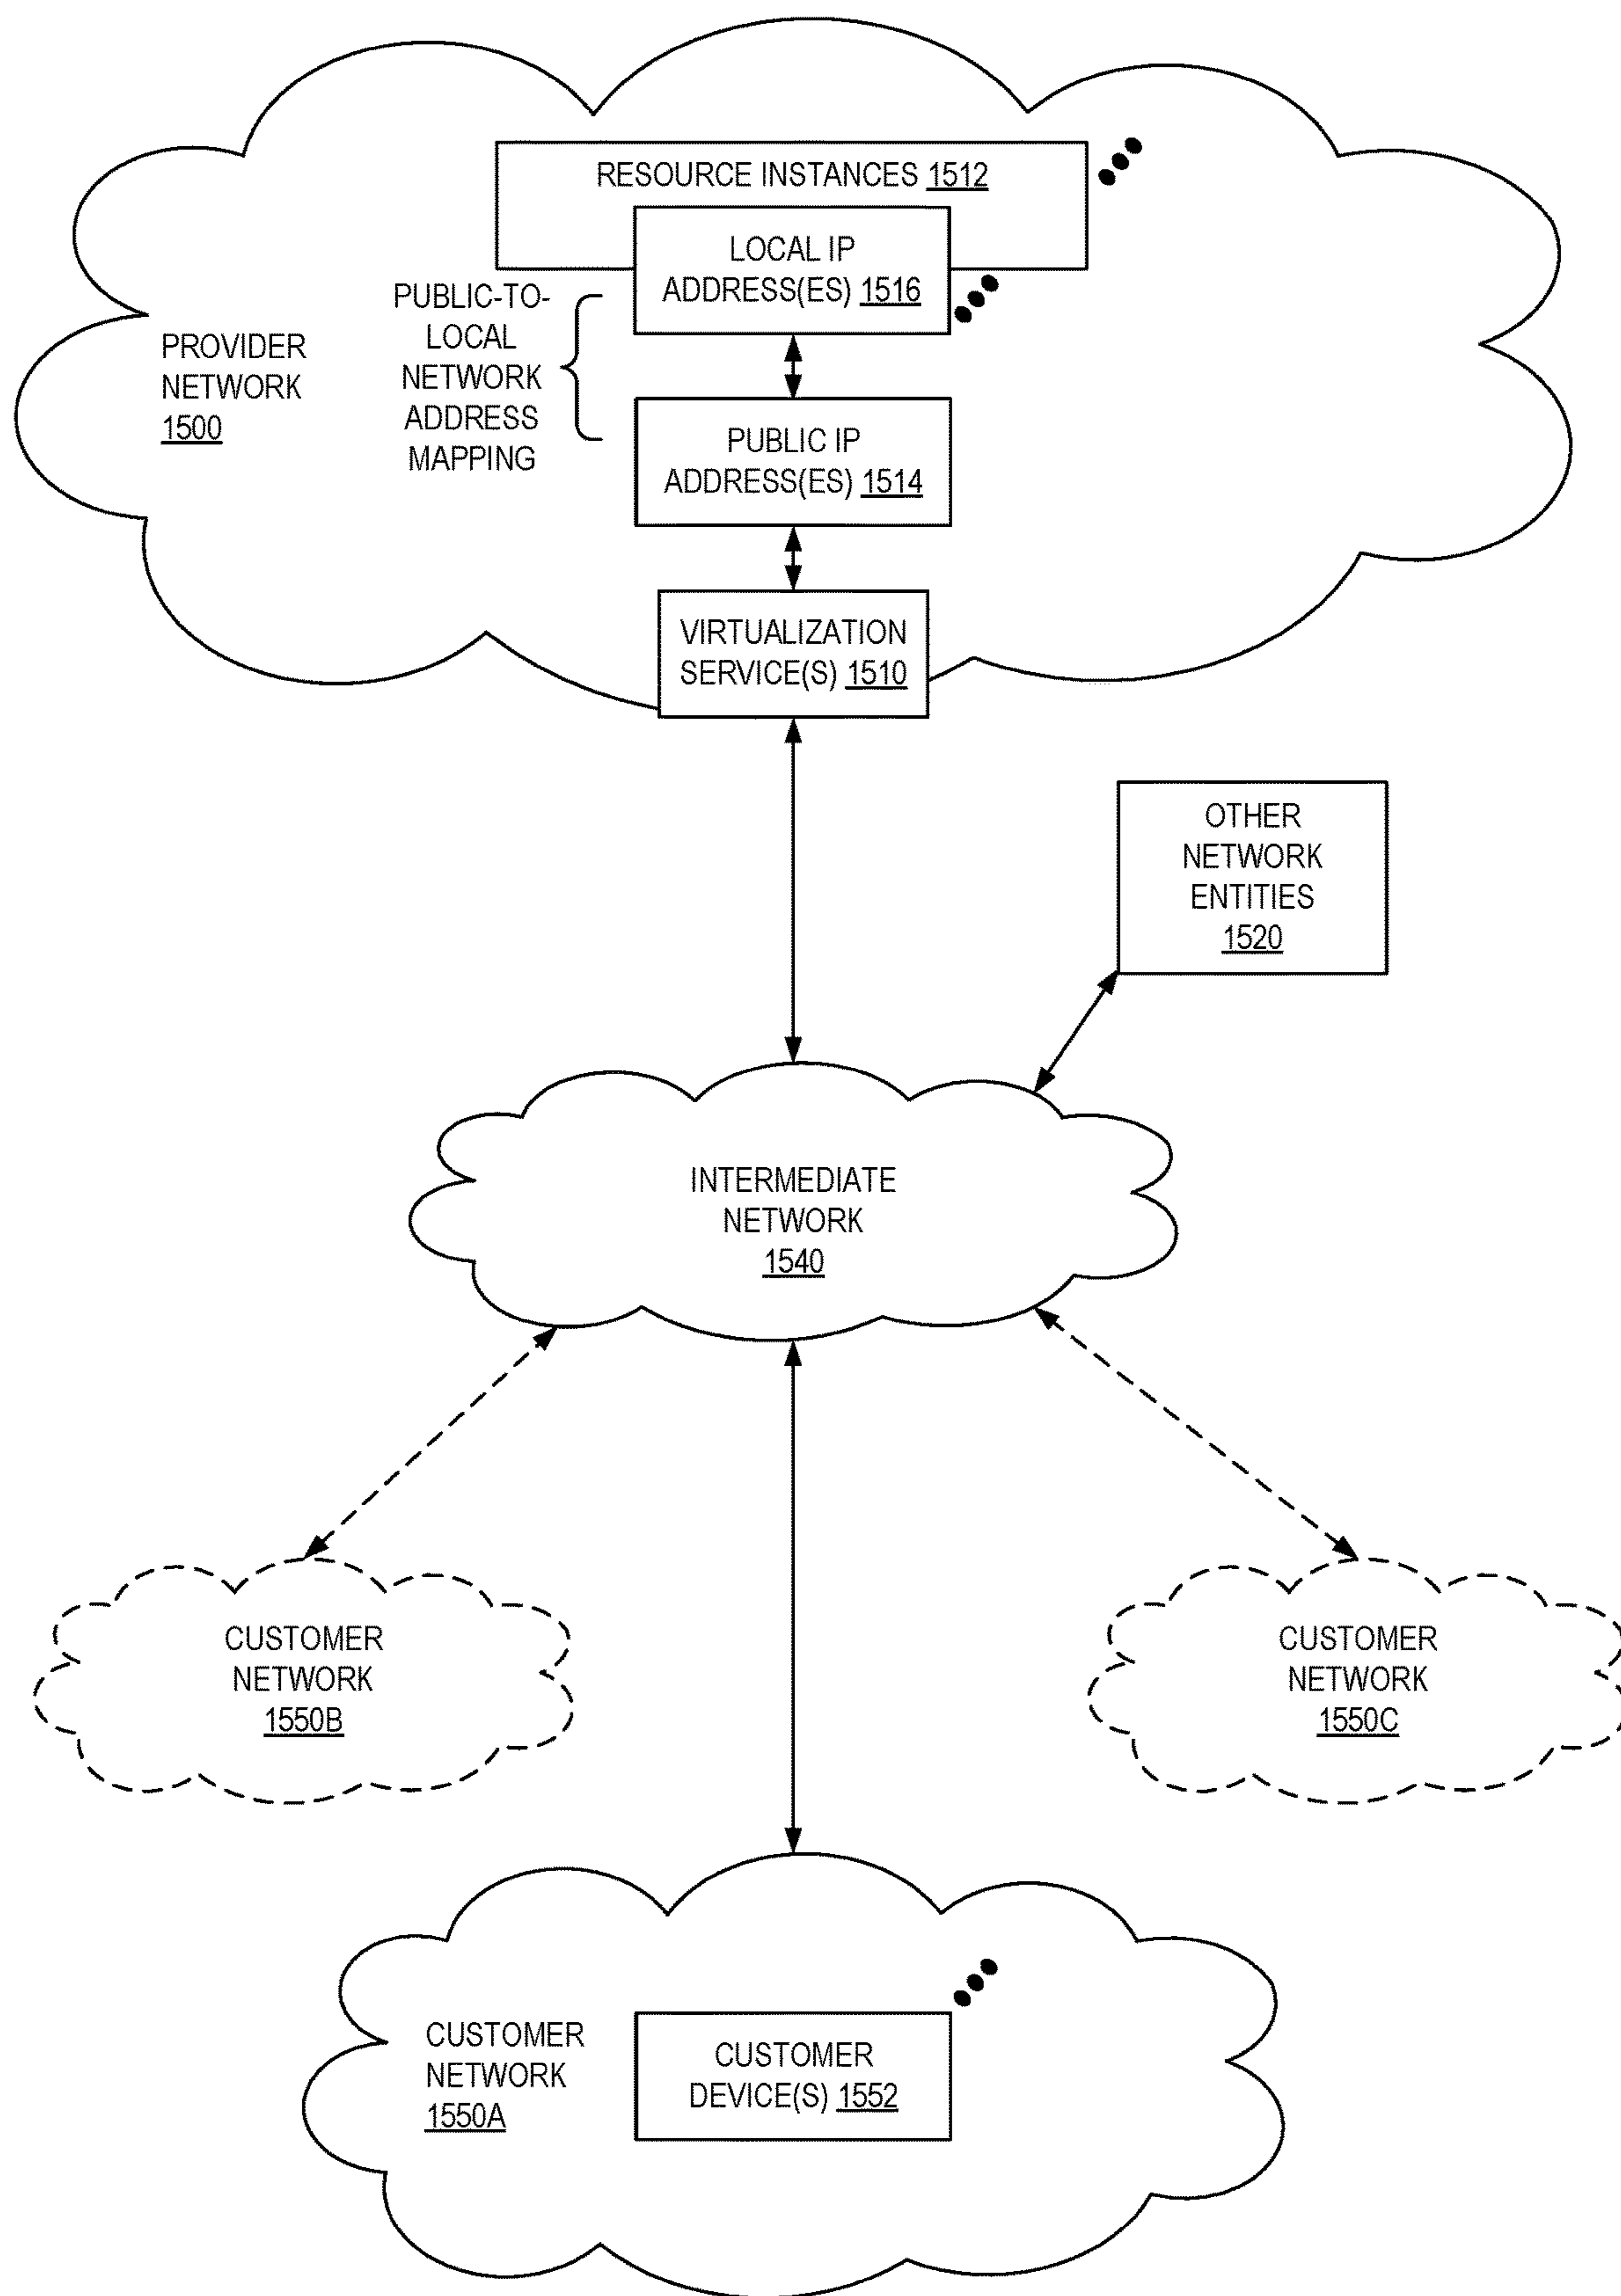 RESOURCE INSTANCES 1512
LOCAL IP
ADDRESS(ES) 1516
PUBLIC-TO-
LOCAL
NETWORK
ADDRESS
MAPPING
PROVIDER
NETWORK
1500
PUBLIC IP
ADDRESS(ES) 1514
VIRTUALIZATION
SERVICE(S) 1510
OTHER
NETWORK
ENTITIES
1520
INTERMEDIATE
NETWORK
1540
CUSTOMER
NETWORK
1550B
CUSTOMER
NETWORK
1550C
CUSTOMER
NETWORK
1550A
CUSTOMER
DEVICE(S) 1552